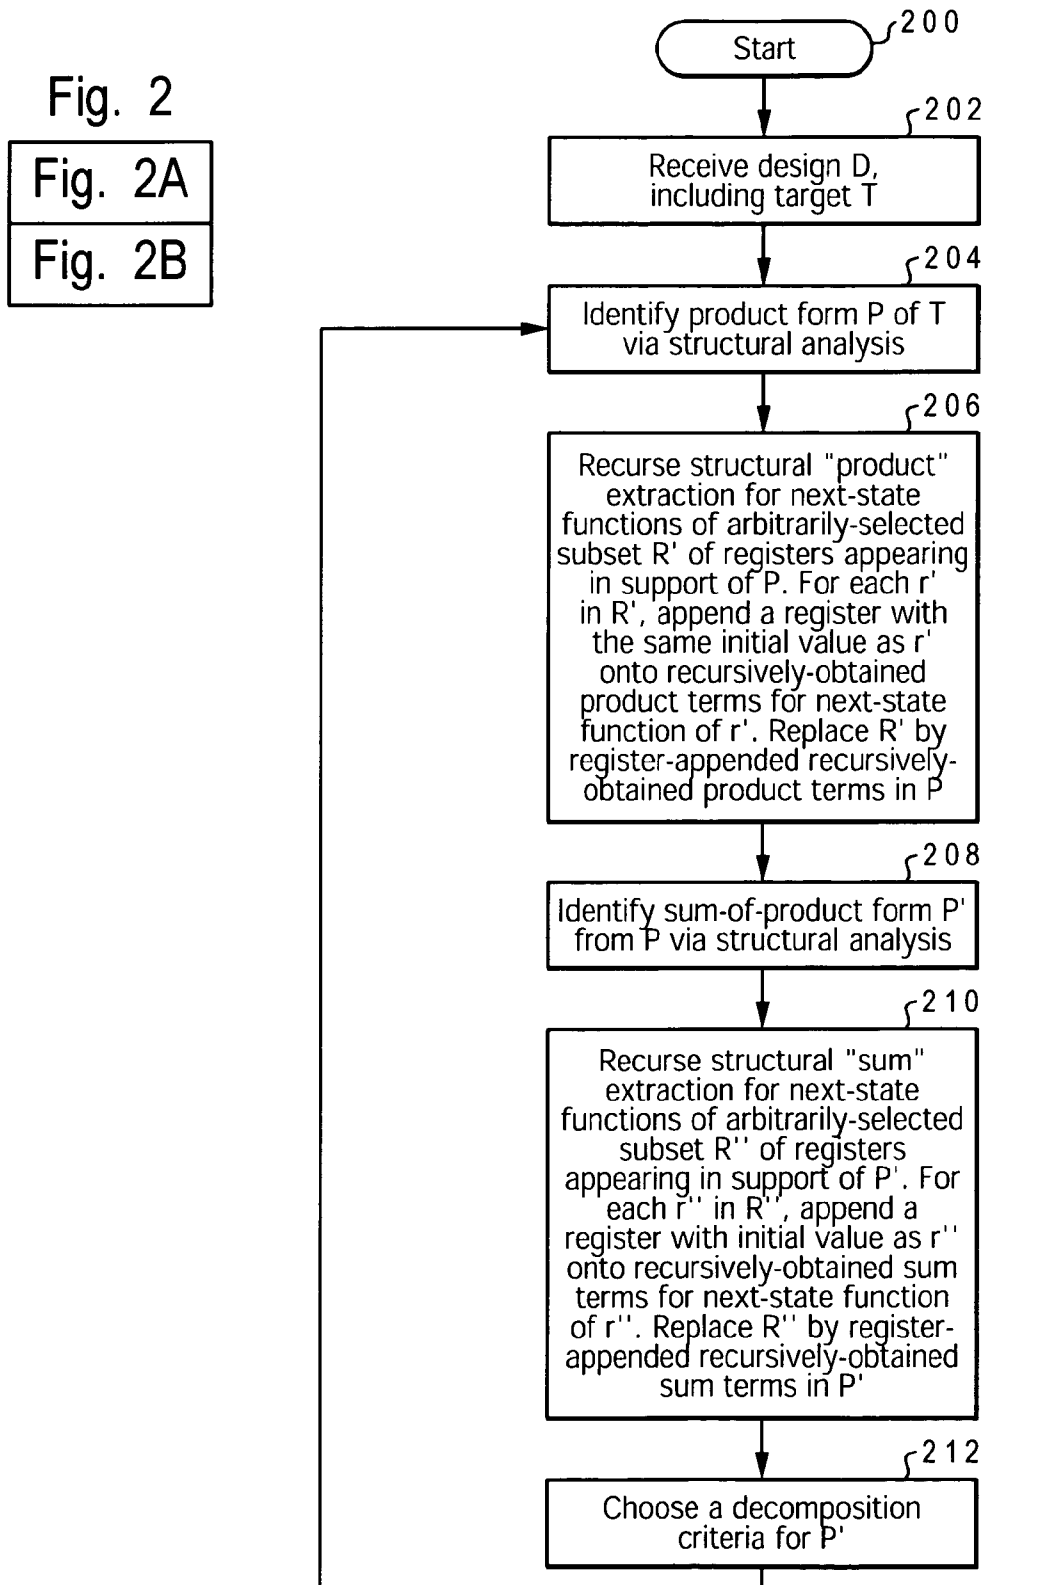 Fig. 2
Fig. 2A
Fig. 2B
200
Start
202
Receive design D,
including target T
204
Identify product form P of T
via structural analysis
206
Recurse structural "product"
extraction for next-state
functions of arbitrarily-selected
subset R' of registers appearing
in support of P. For each r'
in R', append a register with
the same initial value as r'
onto recursively-obtained
product terms for next-state
function of r'. Replace R' by
register-appended recursively-
obtained product terms in P
208
Identify sum-of-product form P'
from P via structural analysis
210
Recurse structural "sum"
extraction for next-state
functions of arbitrarily-selected
subset R'' of registers
appearing in support of P'. For
each r'' in R'', append a
register with initial value as r''
onto recursively-obtained sum
terms for next-state function
of r''. Replace R'' by register-
appended recursively-obtained
sum terms in P'
212
Choose a decomposition
criteria for P'